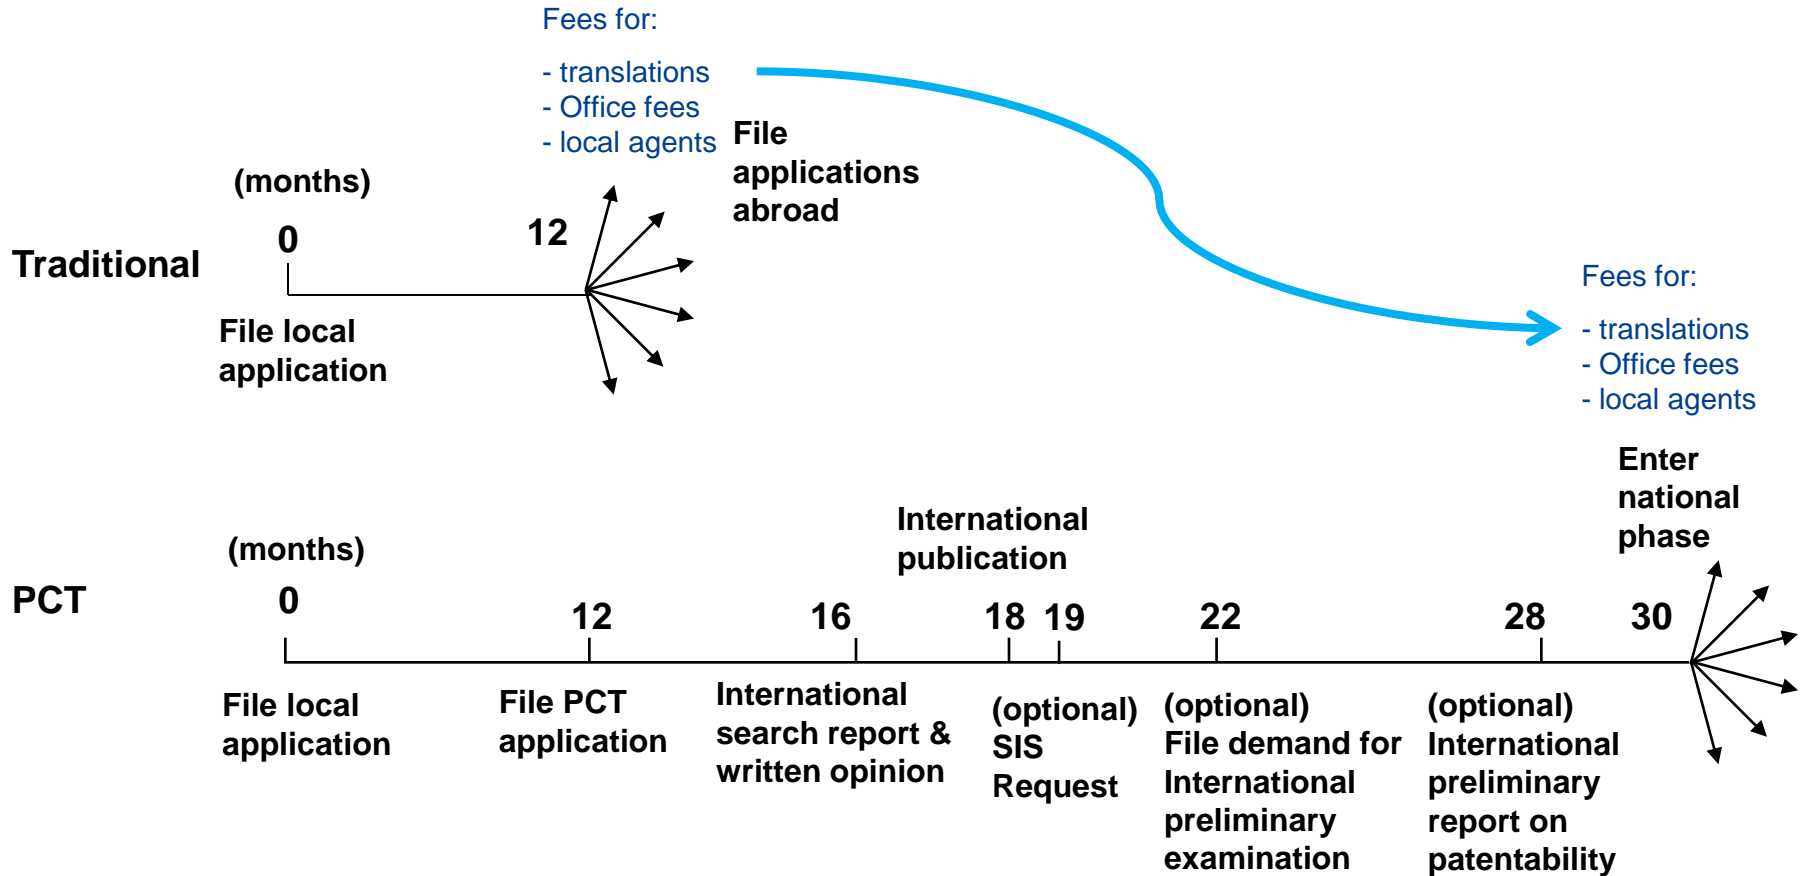 Fees for:
- translations
- Office fees
- local agents
File
applications
abroad
(months)
0
12
Traditional
File local
application
Fees for:
- translations
- Office fees
- local agents
Enter
national
phase
International
publication
(months)
PCT
0
12
16
18
19
22
28
30
File local
application
File PCT
application
International
search report &
written opinion
(optional)
SIS
Request
(optional)
File demand for
International
preliminary
examination
(optional)
International
preliminary
report on
patentability